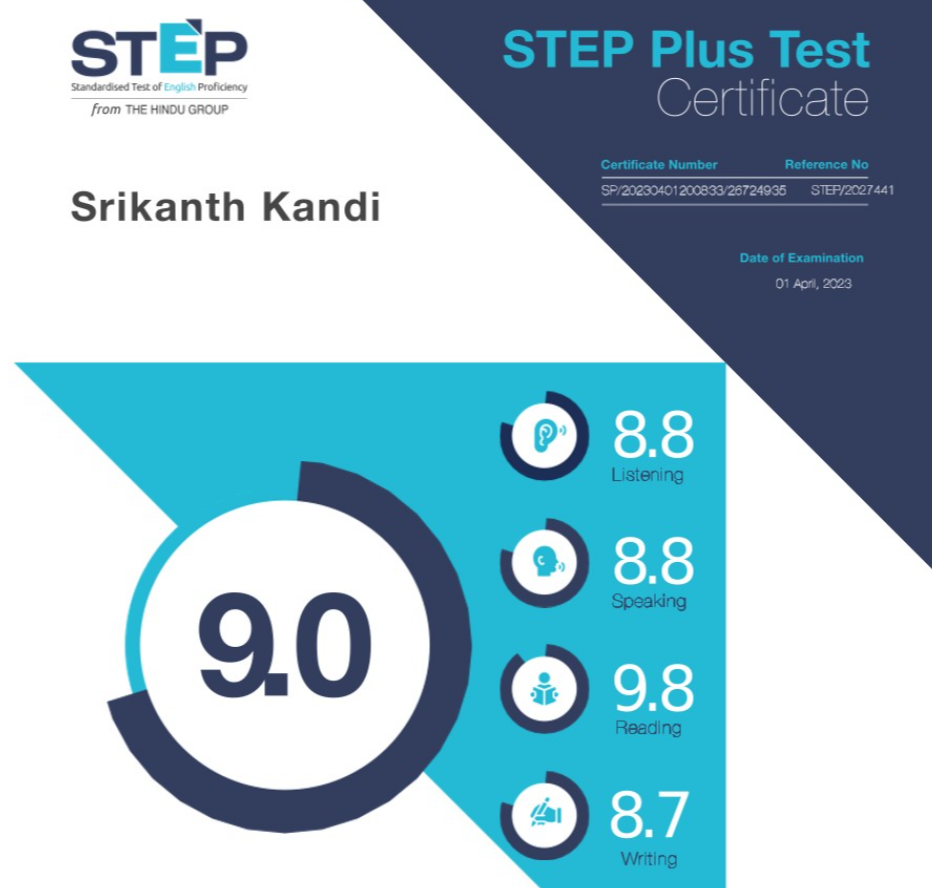 STEP
Standardised Test of English Proficiency
from THE HINDU GROUP
STEP Plus Test
Certificate
Certificate Number Reference No
SP/20230401200833/26724935 STEP/2027441
Srikanth Kandi
Date of Examination
01 April, 2023
8.8
Listening
8.8
Speaking
9.0
9.8
Reading
8.7
Writing